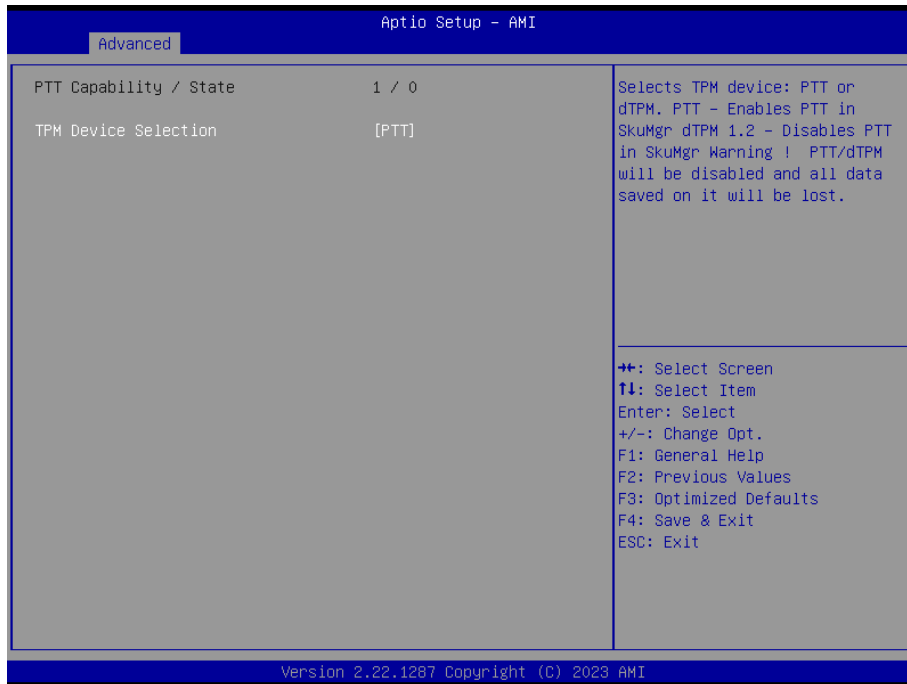 Aptio Setup – AMI
Advanced
PTT Capability / State 1 / 0
TPM Device Selection [PTT]
Selects TPM device: PTT or
dTPM. PTT – Enables PTT in
SkuMgr dTPM 1.2 – Disables PTT
in SkuMgr Warning ! PTT/dTPM
will be disabled and all data
saved on it will be lost.
→←: Select Screen
↑↓: Select Item
Enter: Select
+/-: Change Opt.
F1: General Help
F2: Previous Values
F3: Optimized Defaults
F4: Save & Exit
ESC: Exit
Version 2.22.1287 Copyright (C) 2023 AMI